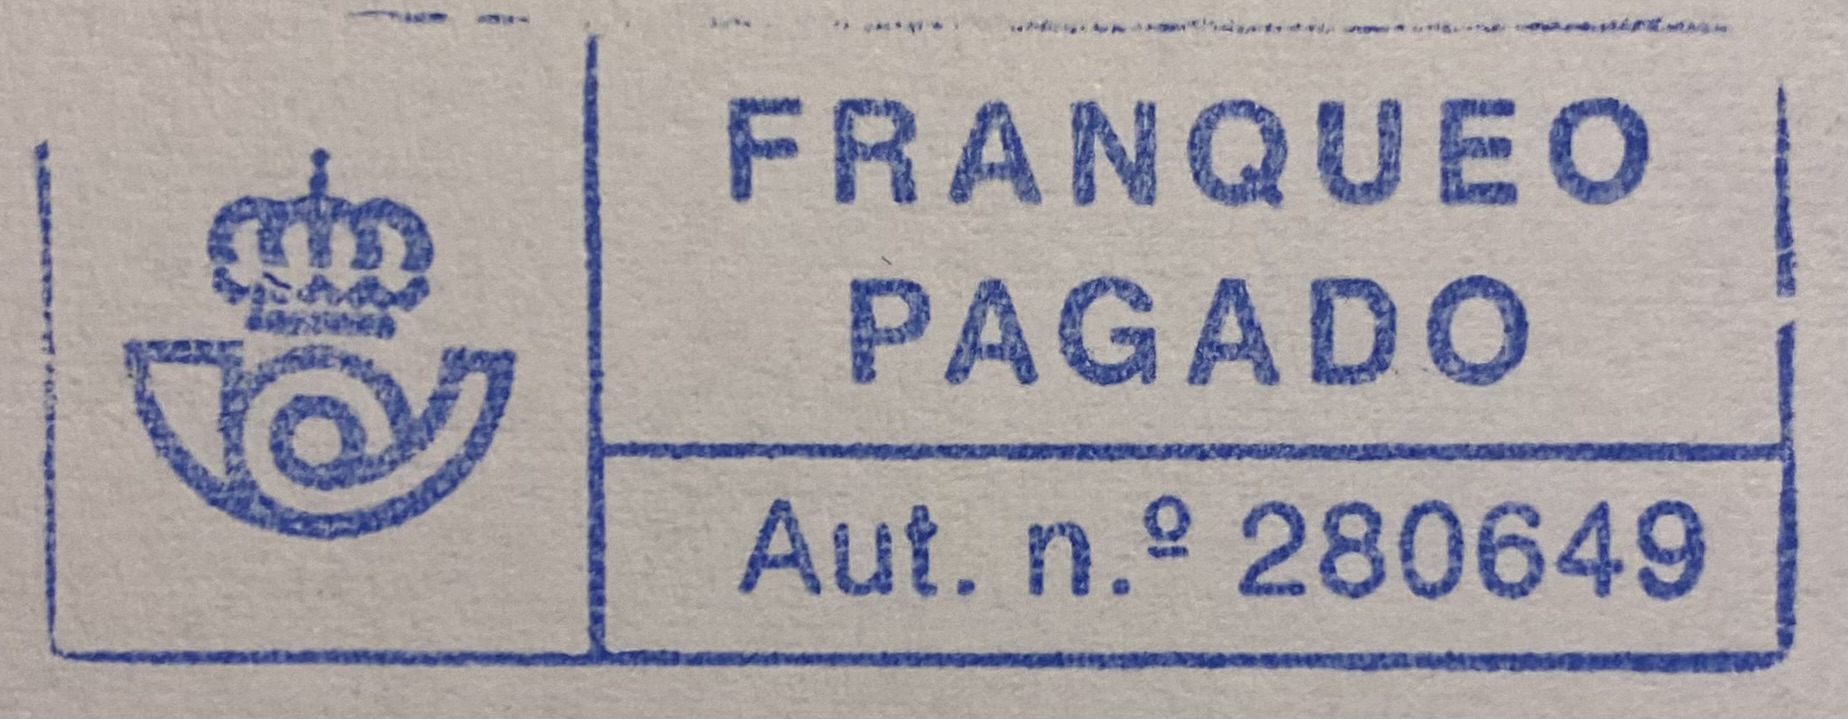 FRANQUEO
PAGADO
Aut. n.º 280649